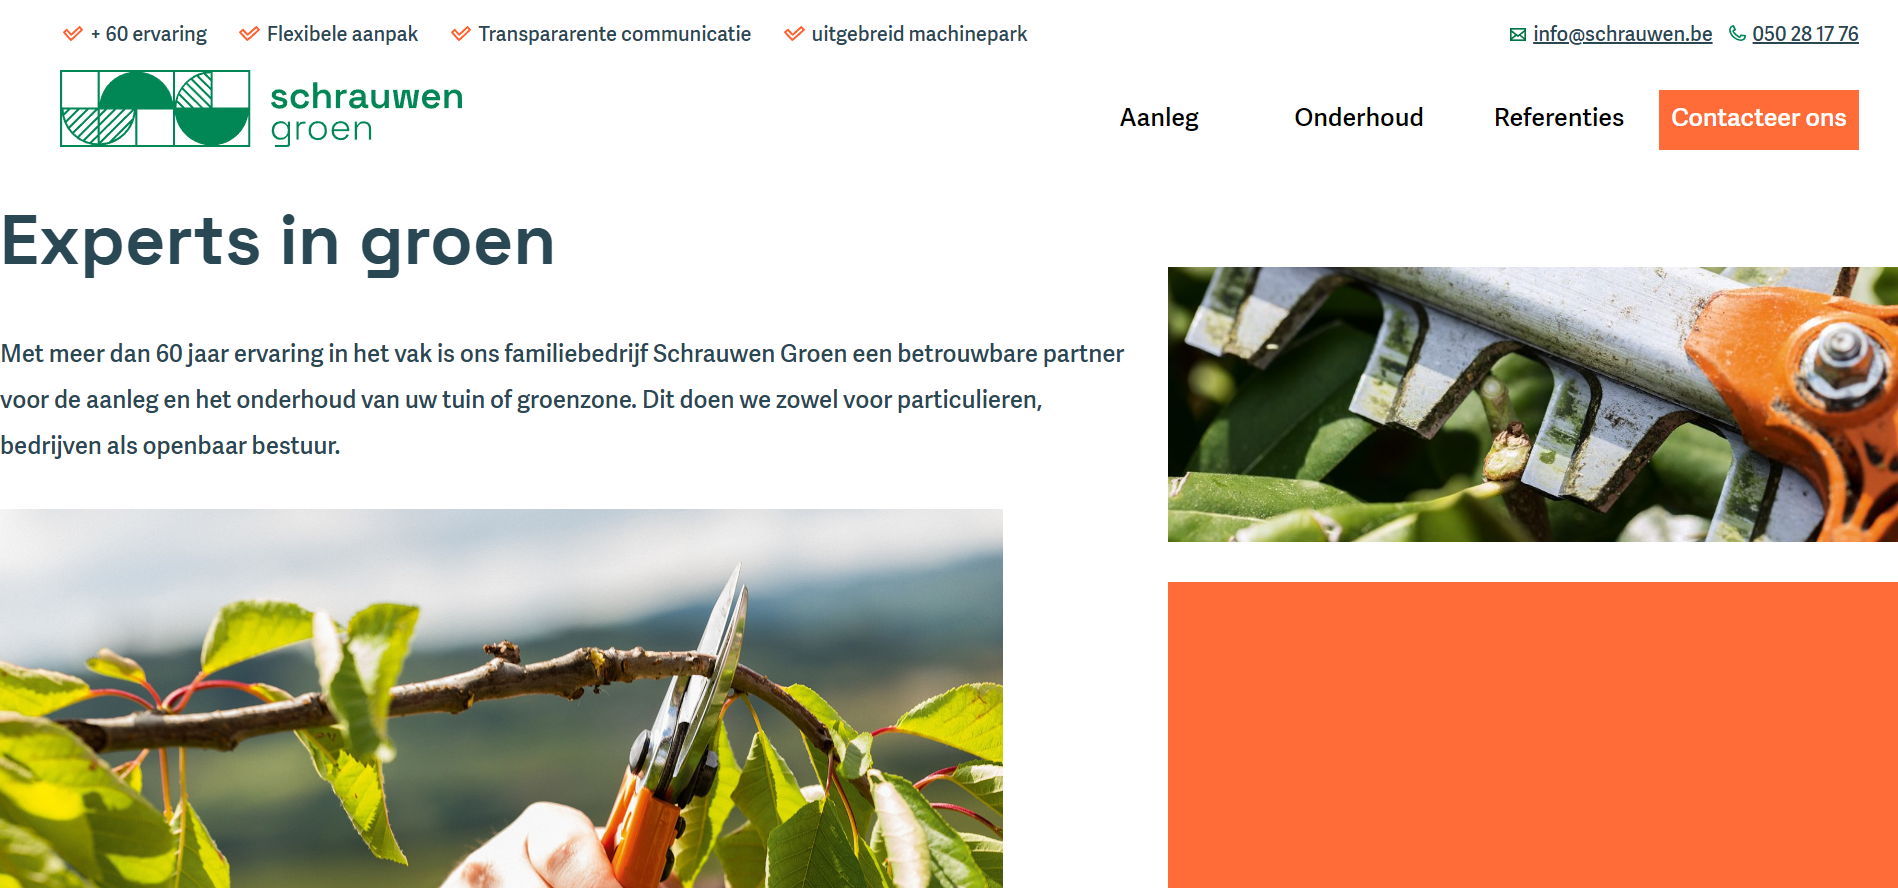 + 60 ervaring Flexibele aanpak Transpararente communicatie uitgebreid machinepark info@schrauwen.be 050 28 17 76
schrauwen
groen
Aanleg Onderhoud Referenties Contacteer ons
Experts in groen
Met meer dan 60 jaar ervaring in het vak is ons familiebedrijf Schrauwen Groen een betrouwbare partner
voor de aanleg en het onderhoud van uw tuin of groenzone. Dit doen we zowel voor particulieren,
bedrijven als openbaar bestuur.